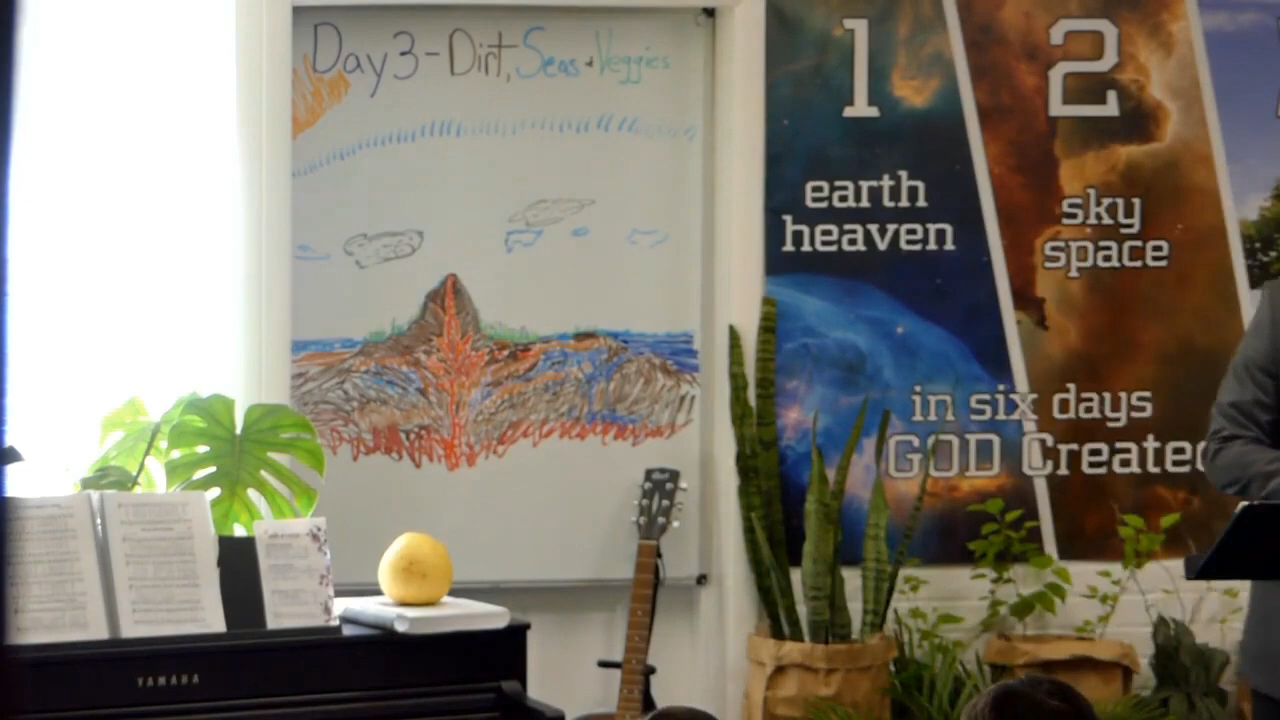 Day 3 - Dirt, Seas + Veggies
1
earth
heaven
2
sky
space
in six days
GOD Created
YAMAHA